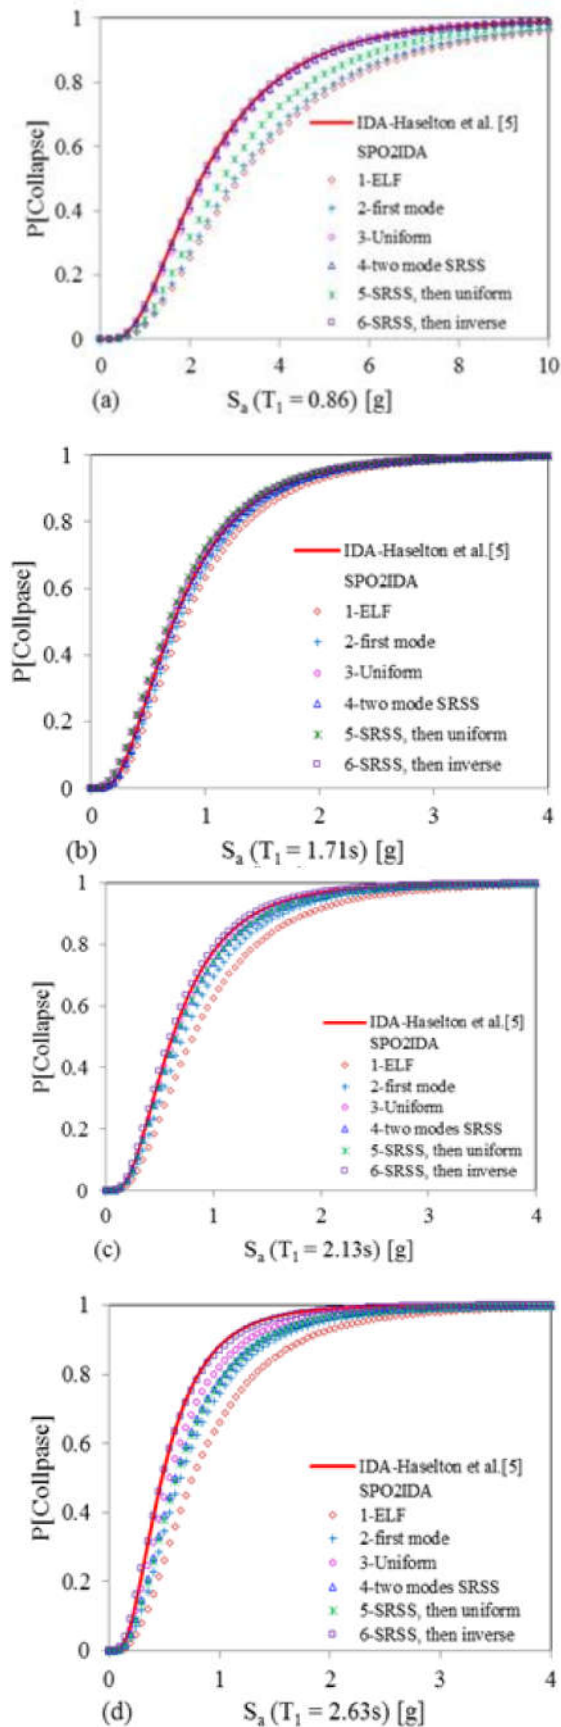 1
0.8
0.6
0.4
0.2
0
P[Collapse]
IDA-Haselton et al. [5]
SPO2IDA
1-ELF
2-first mode
3-Uniform
4-two mode SRSS
5-SRSS, then uniform
6-SRSS, then inverse
0 2 4 6 8 10
(a) Sa (T1 = 0.86) [g]
1
0.8
0.6
0.4
0.2
0
P[Collpase]
IDA-Haselton et al.[5]
SPO2IDA
1-ELF
2-first mode
3-Uniform
4-two mode SRSS
5-SRSS, then uniform
6-SRSS, then inverse
0 1 2 3 4
(b) Sa (T1 = 1.71s) [g]
1
0.8
0.6
0.4
0.2
0
P[Collapse]
IDA-Haselton et al.[5]
SPO2IDA
1-ELF
2-first mode
3-Uniform
4-two modes SRSS
5-SRSS, then uniform
6-SRSS, then inverse
0 1 2 3 4
(c) Sa (T1 = 2.13s) [g]
1
0.8
0.6
0.4
0.2
0
P[Collpase]
IDA-Haselton et al.[5]
SPO2IDA
1-ELF
2-first mode
3-Uniform
4-two modes SRSS
5-SRSS, then uniform
6-SRSS, then inverse
0 1 2 3 4
(d) Sa (T1 = 2.63s) [g]